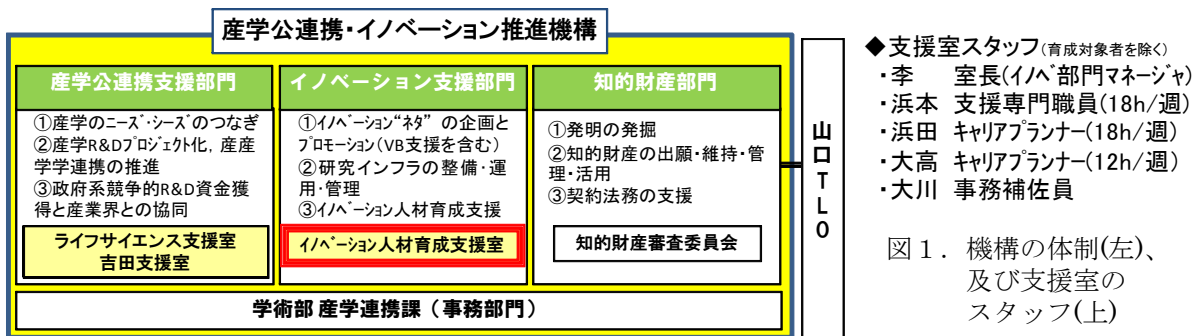 産学公連携・イノベーション推進機構
産学公連携支援部門
①産学のニーズ・シーズのつなぎ
②産学R&Dプロジェクト化，産産
学学連携の推進
③政府系競争的R&D資金獲
得と産業界との協同
ライフサイエンス支援室
吉田支援室
イノベーション支援部門
①イノベーション“ネタ” の企画と
プロモーション(VB支援を含む)
②研究インフラの整備・運
用・管理
③イノベーション人材育成支援
イノベーション人材育成支援室
知的財産部門
①発明の発掘
②知的財産の出願・維持・管
理・活用
③契約法務の支援
知的財産審査委員会
学術部 産学連携課（事務部門）
山口TLO
◆支援室スタッフ(育成対象者を除く)
・李 室長(イノベ部門マネージャ)
・浜本 支援専門職員(18h/週)
・浜田 キャリアプランナー(18h/週)
・大高 キャリアプランナー(12h/週)
・大川 事務補佐員
図１．機構の体制(左)、
及び支援室の
スタッフ(上)